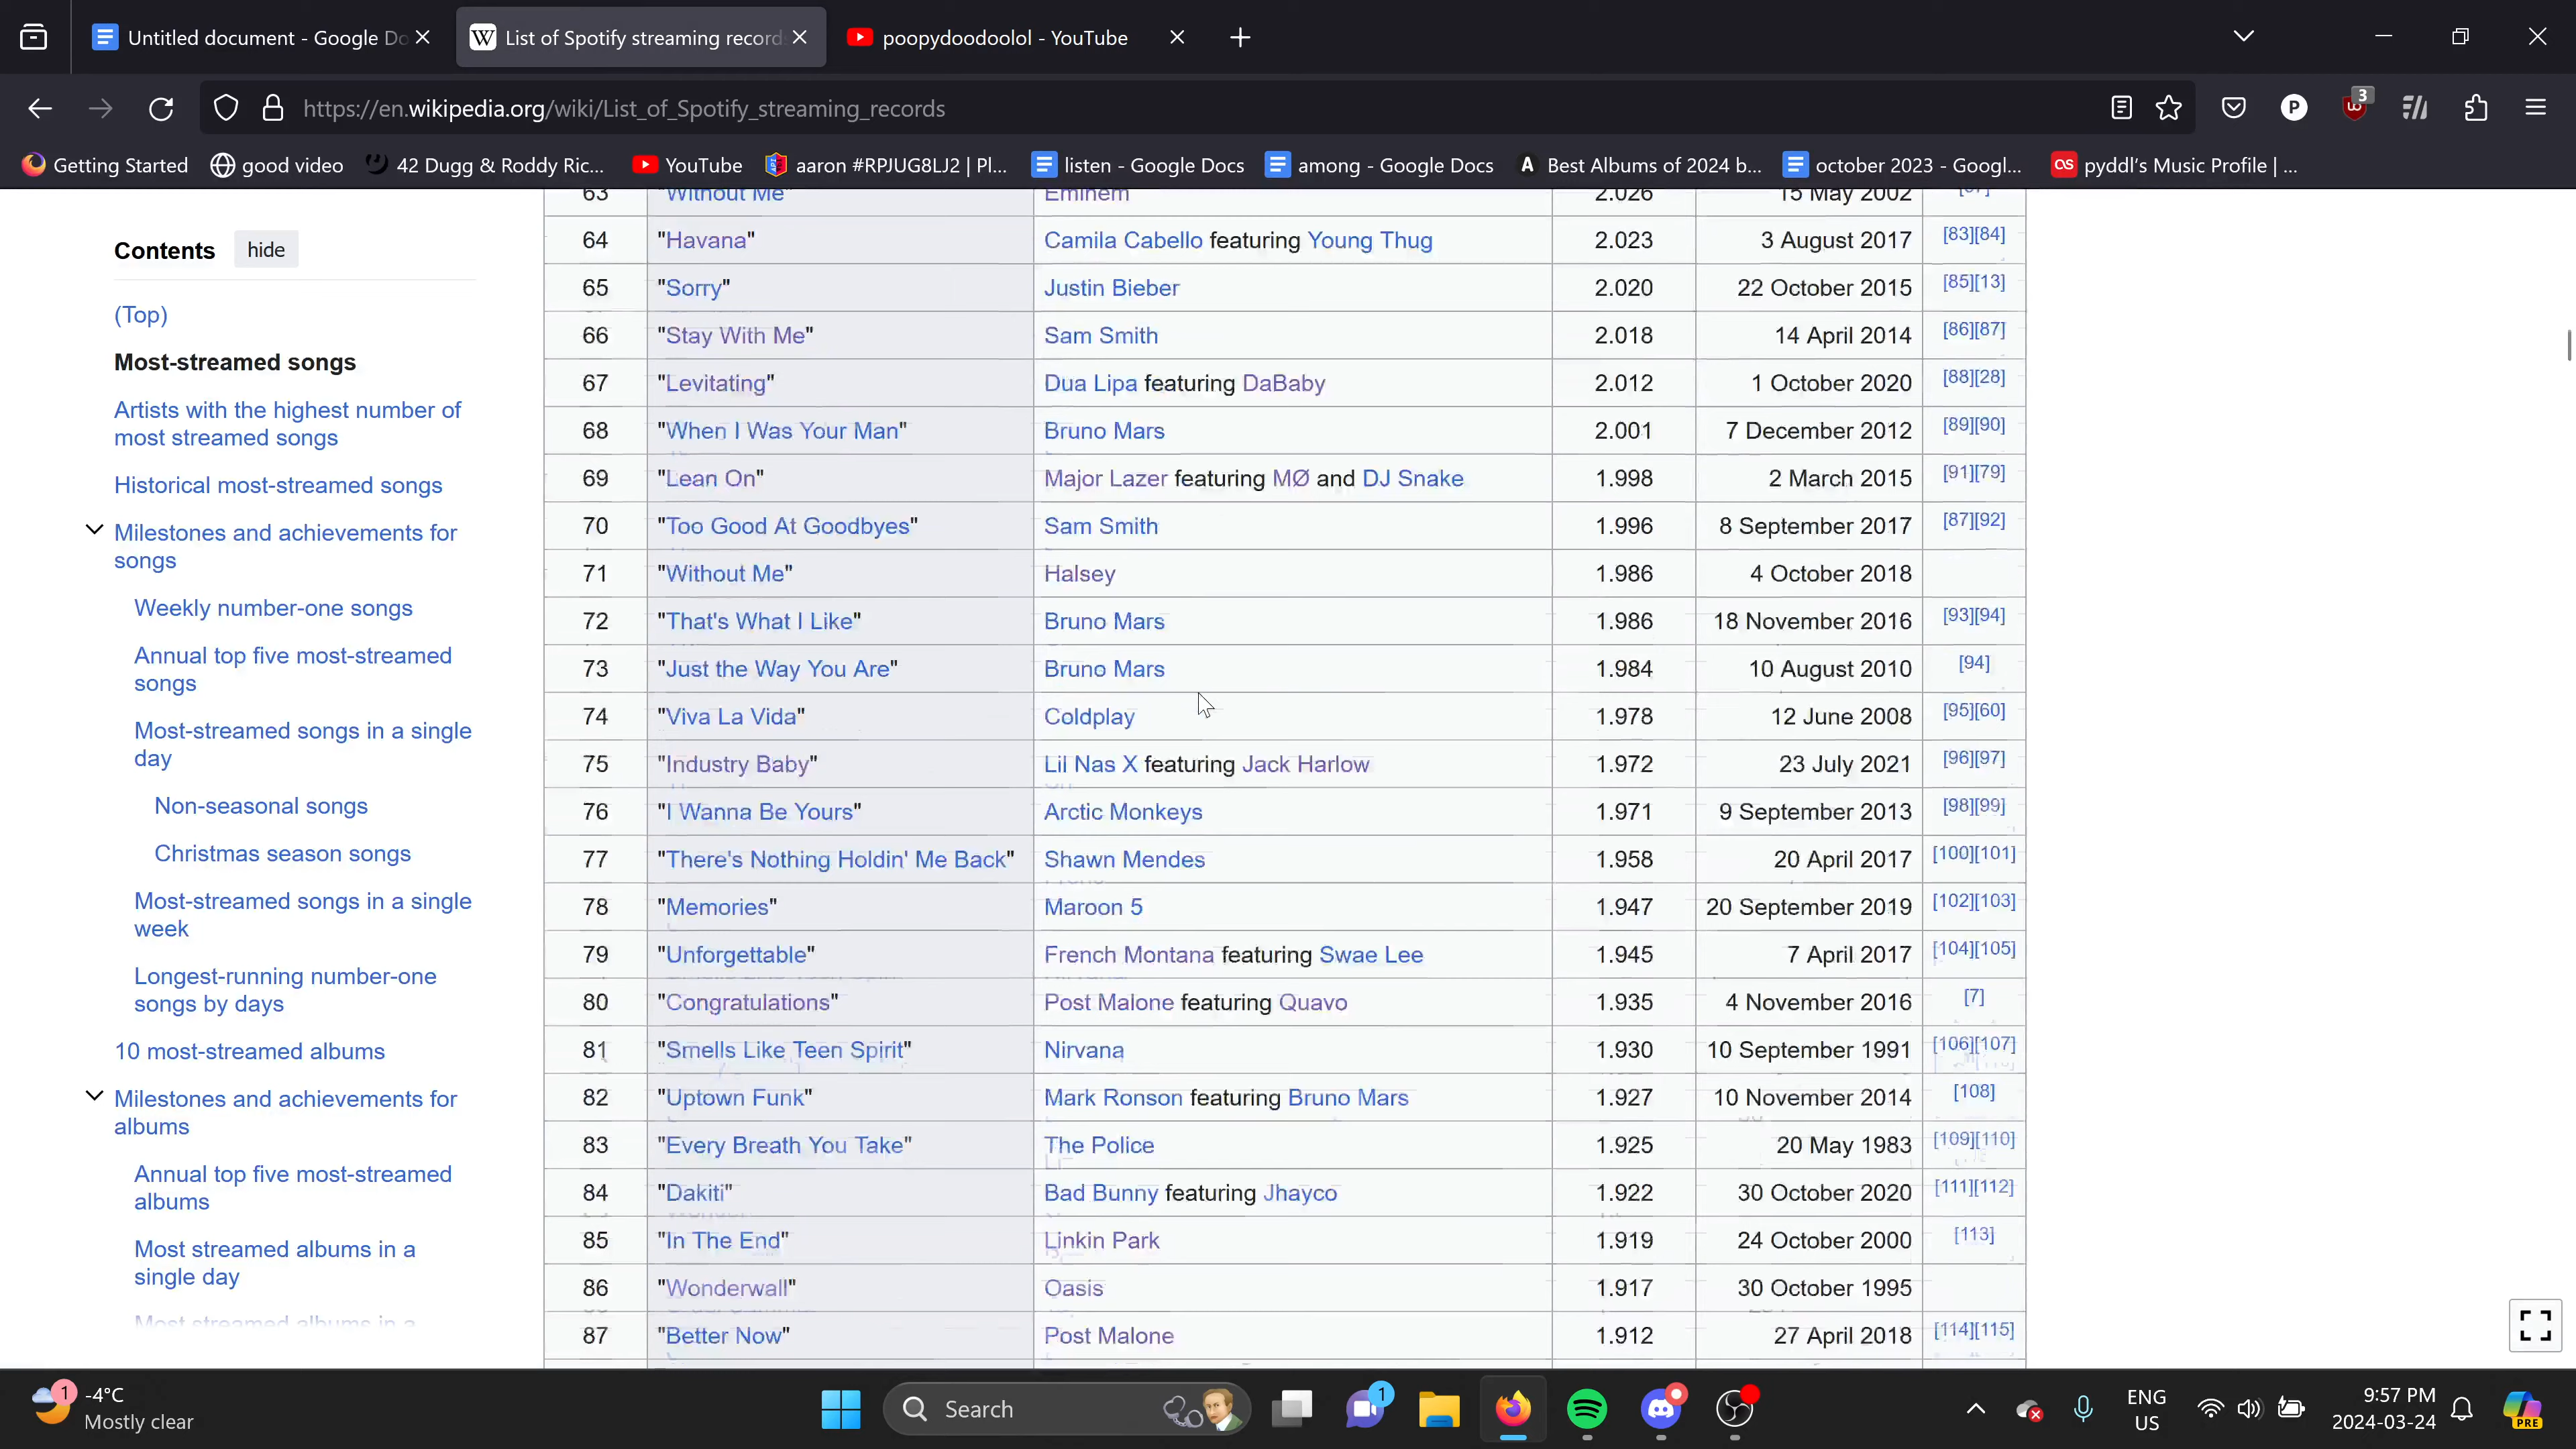 Untitled document - Google Do
List of Spotify streaming record
poopydoodoolol - YouTube
https://en.wikipedia.org/wiki/List_of_Spotify_streaming_records
3
Getting Started
good video
42 Dugg & Roddy Ric...
YouTube
aaron #RPJUG8LJ2 | Pl...
listen - Google Docs
among - Google Docs
Best Albums of 2024 b...
october 2023 - Googl...
pyddl's Music Profile | ...
Contents hide
(Top)
Most-streamed songs
Artists with the highest number of
most streamed songs
Historical most-streamed songs
Milestones and achievements for
songs
Weekly number-one songs
Annual top five most-streamed
songs
Most-streamed songs in a single
day
Non-seasonal songs
Christmas season songs
Most-streamed songs in a single
week
Longest-running number-one
songs by days
10 most-streamed albums
Milestones and achievements for
albums
Annual top five most-streamed
albums
Most streamed albums in a
single day
Most streamed albums in a
63 "Without Me" Eminem 2.026 15 May 2002
64 "Havana" Camila Cabello featuring Young Thug 2.023 3 August 2017 [83][84]
65 "Sorry" Justin Bieber 2.020 22 October 2015 [85][13]
66 "Stay With Me" Sam Smith 2.018 14 April 2014 [86][87]
67 "Levitating" Dua Lipa featuring DaBaby 2.012 1 October 2020 [88][28]
68 "When I Was Your Man" Bruno Mars 2.001 7 December 2012 [89][90]
69 "Lean On" Major Lazer featuring MØ and DJ Snake 1.998 2 March 2015 [91][79]
70 "Too Good At Goodbyes" Sam Smith 1.996 8 September 2017 [87][92]
71 "Without Me" Halsey 1.986 4 October 2018
72 "That's What I Like" Bruno Mars 1.986 18 November 2016 [93][94]
73 "Just the Way You Are" Bruno Mars 1.984 10 August 2010 [94]
74 "Viva La Vida" Coldplay 1.978 12 June 2008 [95][60]
75 "Industry Baby" Lil Nas X featuring Jack Harlow 1.972 23 July 2021 [96][97]
76 "I Wanna Be Yours" Arctic Monkeys 1.971 9 September 2013 [98][99]
77 "There's Nothing Holdin' Me Back" Shawn Mendes 1.958 20 April 2017 [100][101]
78 "Memories" Maroon 5 1.947 20 September 2019 [102][103]
79 "Unforgettable" French Montana featuring Swae Lee 1.945 7 April 2017 [104][105]
80 "Congratulations" Post Malone featuring Quavo 1.935 4 November 2016 [7]
81 "Smells Like Teen Spirit" Nirvana 1.930 10 September 1991 [106][107]
82 "Uptown Funk" Mark Ronson featuring Bruno Mars 1.927 10 November 2014 [108]
83 "Every Breath You Take" The Police 1.925 20 May 1983 [109][110]
84 "Dakiti" Bad Bunny featuring Jhayco 1.922 30 October 2020 [111][112]
85 "In The End" Linkin Park 1.919 24 October 2000 [113]
86 "Wonderwall" Oasis 1.917 30 October 1995
87 "Better Now" Post Malone 1.912 27 April 2018 [114][115]
1
-4°C
Mostly clear
Search
1
ENG
US
9:57 PM
2024-03-24
PRE